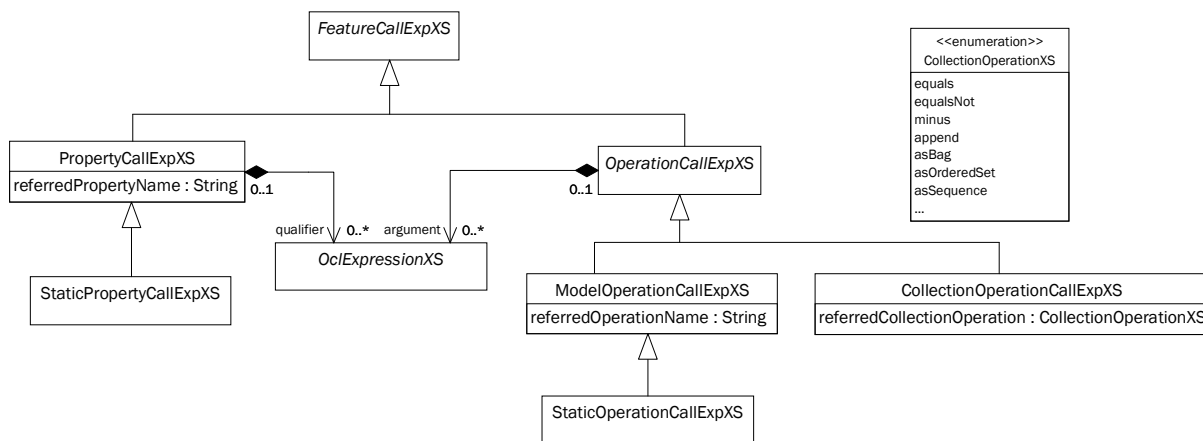 FeatureCallExpXS
<<enumeration>>
CollectionOperationXS
equals
equalsNot
minus
append
asBag
asOrderedSet
asSequence
...
PropertyCallExpXS
referredPropertyName : String
0..1
OperationCallExpXS
0..1
qualifier 0..*
argument 0..*
OclExpressionXS
StaticPropertyCallExpXS
ModelOperationCallExpXS
referredOperationName : String
CollectionOperationCallExpXS
referredCollectionOperation : CollectionOperationXS
StaticOperationCallExpXS